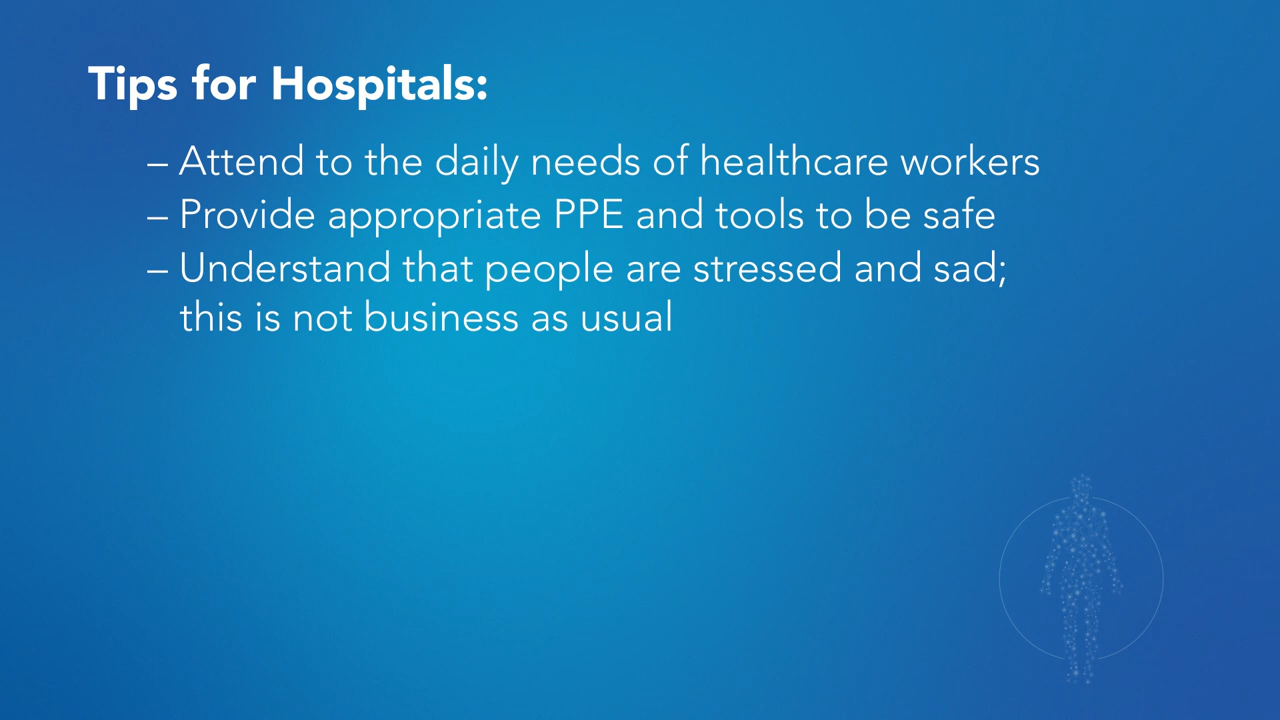 Tips for Hospitals:
– Attend to the daily needs of healthcare workers
– Provide appropriate PPE and tools to be safe
– Understand that people are stressed and sad;
this is not business as usual